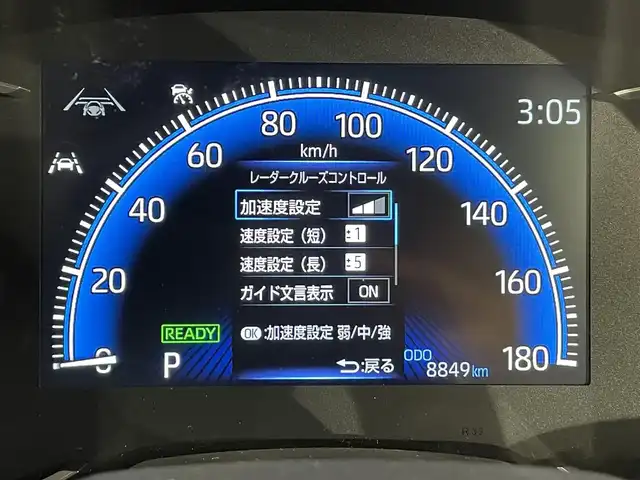 3:05
80 100
60 km/h 120
レーダークルーズコントロール
40 加速度設定 140
速度設定（短） ±1
20 速度設定（長） ±5 160
ガイド文言表示 ON
READY OK:加速度設定 弱/中/強
0 P :戻る ODO 8849km 180